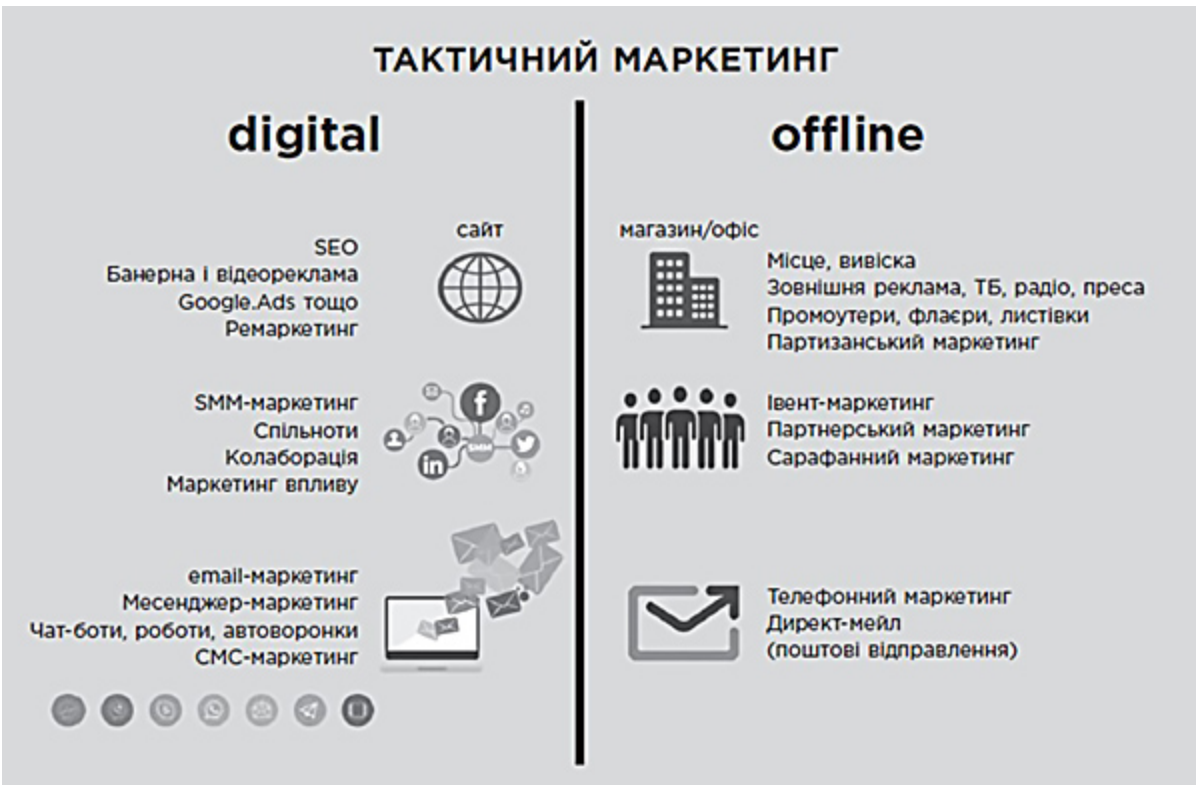 ТАКТИЧНИЙ МАРКЕТИНГ
digital
сайт
SEO
Банерна і відеореклама
Google.Ads тощо
Ремаркетинг
SMM-маркетинг
Спільноти
Колаборація
Маркетинг впливу
f
in
SMM
email-маркетинг
Месенджер-маркетинг
Чат-боти, роботи, автоворонки
СМС-маркетинг
offline
магазин/офіс
Місце, вивіска
Зовнішня реклама, ТБ, радіо, преса
Промоутери, флаєри, листівки
Партизанський маркетинг
Івент-маркетинг
Партнерський маркетинг
Сарафанний маркетинг
Телефонний маркетинг
Директ-мейл
(поштові відправлення)